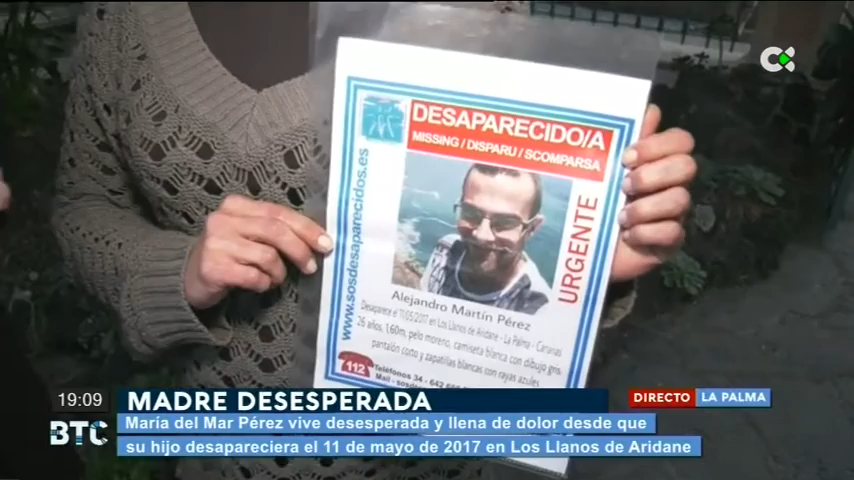 DESAPARECIDO/A
MISSING / DISPARU / SCOMPARSA
www.sosdesaparecidos.es
URGENTE
Alejandro Martín Pérez
Desaparece el 11/05/2017 en Los Llanos de Aridane - La Palma - Canarias
26 años, 1,60m, pelo moreno, camiseta blanca con dibujo gris,
pantalón corto y zapatillas blancas con rayas azules
112
Teléfonos 34 - 642 6
Mail - sosdes
19:09
MADRE DESESPERADA
DIRECTO LA PALMA
BTC
María del Mar Pérez vive desesperada y llena de dolor desde que
su hijo desapareciera el 11 de mayo de 2017 en Los Llanos de Aridane